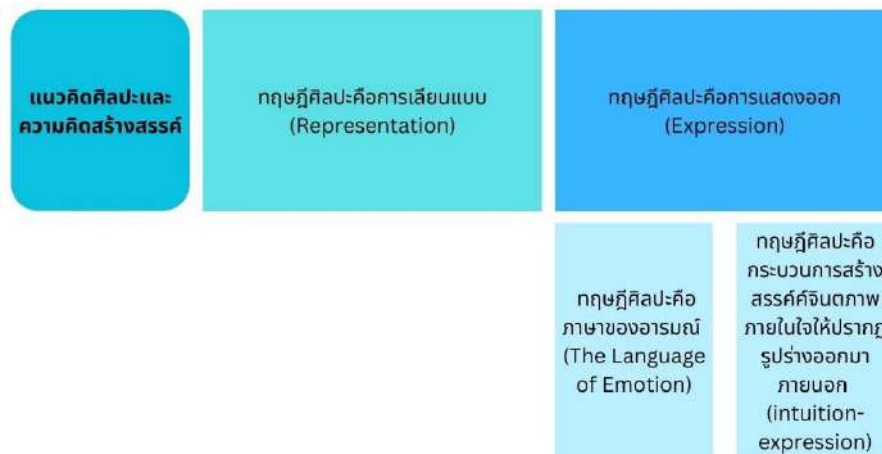 แนวคิดศิลปะและ
ความคิดสร้างสรรค์
ทฤษฎีศิลปะคือการเลียนแบบ
(Representation)
ทฤษฎีศิลปะคือการแสดงออก
(Expression)
ทฤษฎีศิลปะคือ
ภาษาของอารมณ์
(The Language
of Emotion)
ทฤษฎีศิลปะคือ
กระบวนการสร้าง
สรรค์ค์จินตภาพ
ภายในใจให้ปรากฏ
รูปร่างออกมา
ภายนอก
(intuition-
expression)